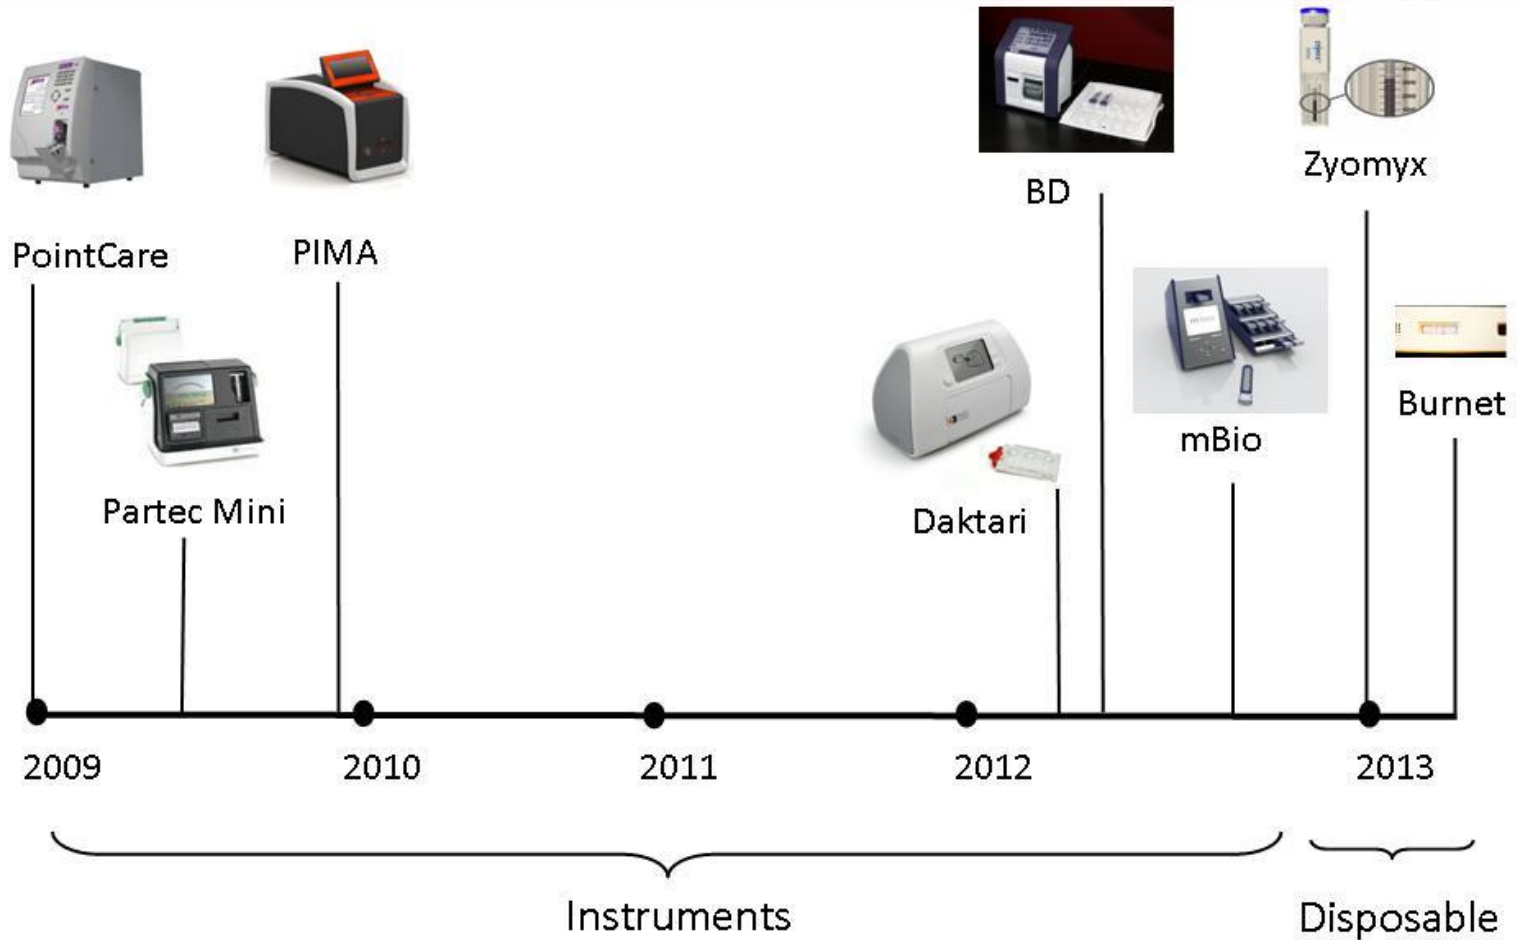 PointCare
PIMA
BD
Zyomyx
Partec Mini
Daktari
mBio
Burnet
2009
2010
2011
2012
2013
Instruments
Disposable